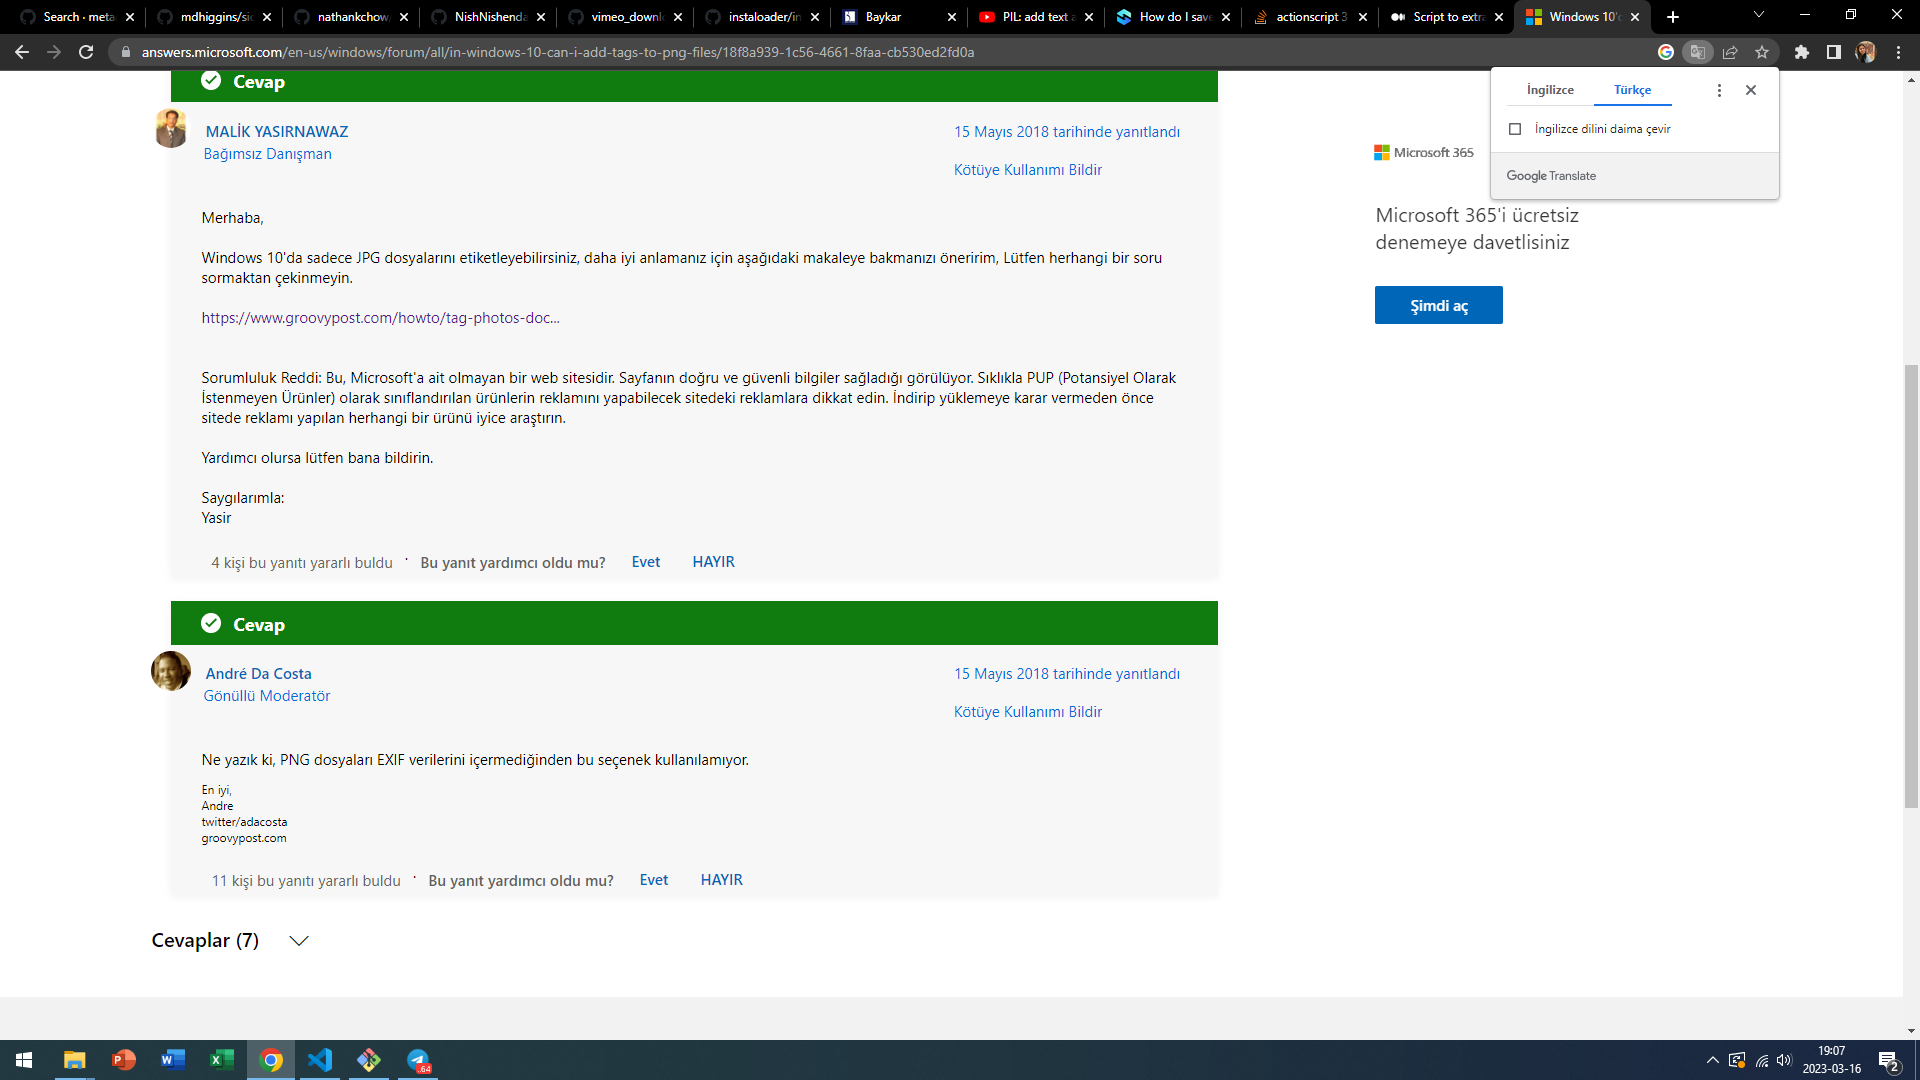 Search · meta
mdhiggins/sic
nathankchow
NishNishenda
vimeo_downl
instaloader/in
Baykar
PIL: add text a
How do I save
actionscript 3
Script to extra
Windows 10'd
answers.microsoft.com/en-us/windows/forum/all/in-windows-10-can-i-add-tags-to-png-files/18f8a939-1c56-4661-8faa-cb530ed2fd0a
İngilizce
Türkçe
İngilizce dilini daima çevir
Google Translate
Cevap
MALİK YASIRNAWAZ
Bağımsız Danışman
15 Mayıs 2018 tarihinde yanıtlandı
Kötüye Kullanımı Bildir
Merhaba,
Windows 10'da sadece JPG dosyalarını etiketleyebilirsiniz, daha iyi anlamanız için aşağıdaki makaleye bakmanızı öneririm, Lütfen herhangi bir soru
sormaktan çekinmeyin.
https://www.groovypost.com/howto/tag-photos-doc...
Sorumluluk Reddi: Bu, Microsoft'a ait olmayan bir web sitesidir. Sayfanın doğru ve güvenli bilgiler sağladığı görülüyor. Sıklıkla PUP (Potansiyel Olarak
İstenmeyen Ürünler) olarak sınıflandırılan ürünlerin reklamını yapabilecek sitedeki reklamlara dikkat edin. İndirip yüklemeye karar vermeden önce
sitede reklamı yapılan herhangi bir ürünü iyice araştırın.
Yardımcı olursa lütfen bana bildirin.
Saygılarımla:
Yasir
4 kişi bu yanıtı yararlı buldu · Bu yanıt yardımcı oldu mu? Evet HAYIR
Microsoft 365
Microsoft 365'i ücretsiz
denemeye davetlisiniz
Şimdi aç
Cevap
André Da Costa
Gönüllü Moderatör
15 Mayıs 2018 tarihinde yanıtlandı
Kötüye Kullanımı Bildir
Ne yazık ki, PNG dosyaları EXIF verilerini içermediğinden bu seçenek kullanılamıyor.
En iyi,
Andre
twitter/adacosta
groovypost.com
11 kişi bu yanıtı yararlı buldu · Bu yanıt yardımcı oldu mu? Evet HAYIR
Cevaplar (7)
.64
19:07
2023-03-16
2